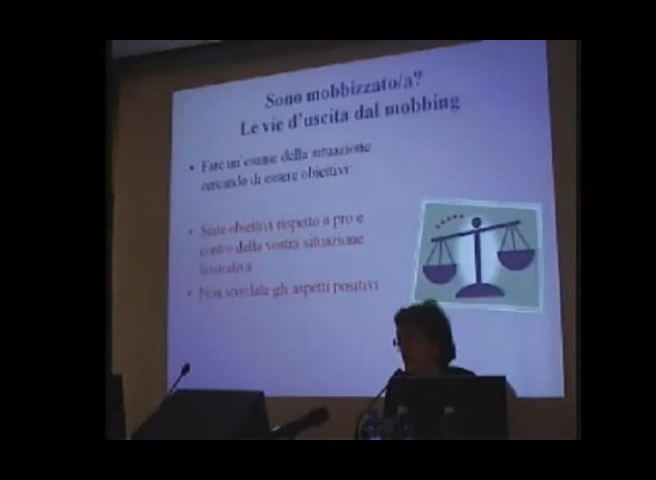 Sono mobbizzato/a?
Le vie d'uscita dal mobbing
• Fare un'esame della situazione
cercando di essere obiettivi
• Siate obiettivi rispetto a pro e
contro della vostra situazione
lavorativa
• Non scordate gli aspetti positivi